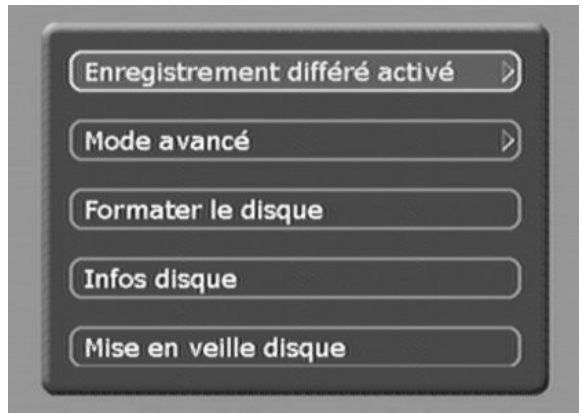 Enregistrement différé activé
Mode avancé
Formater le disque
Infos disque
Mise en veille disque